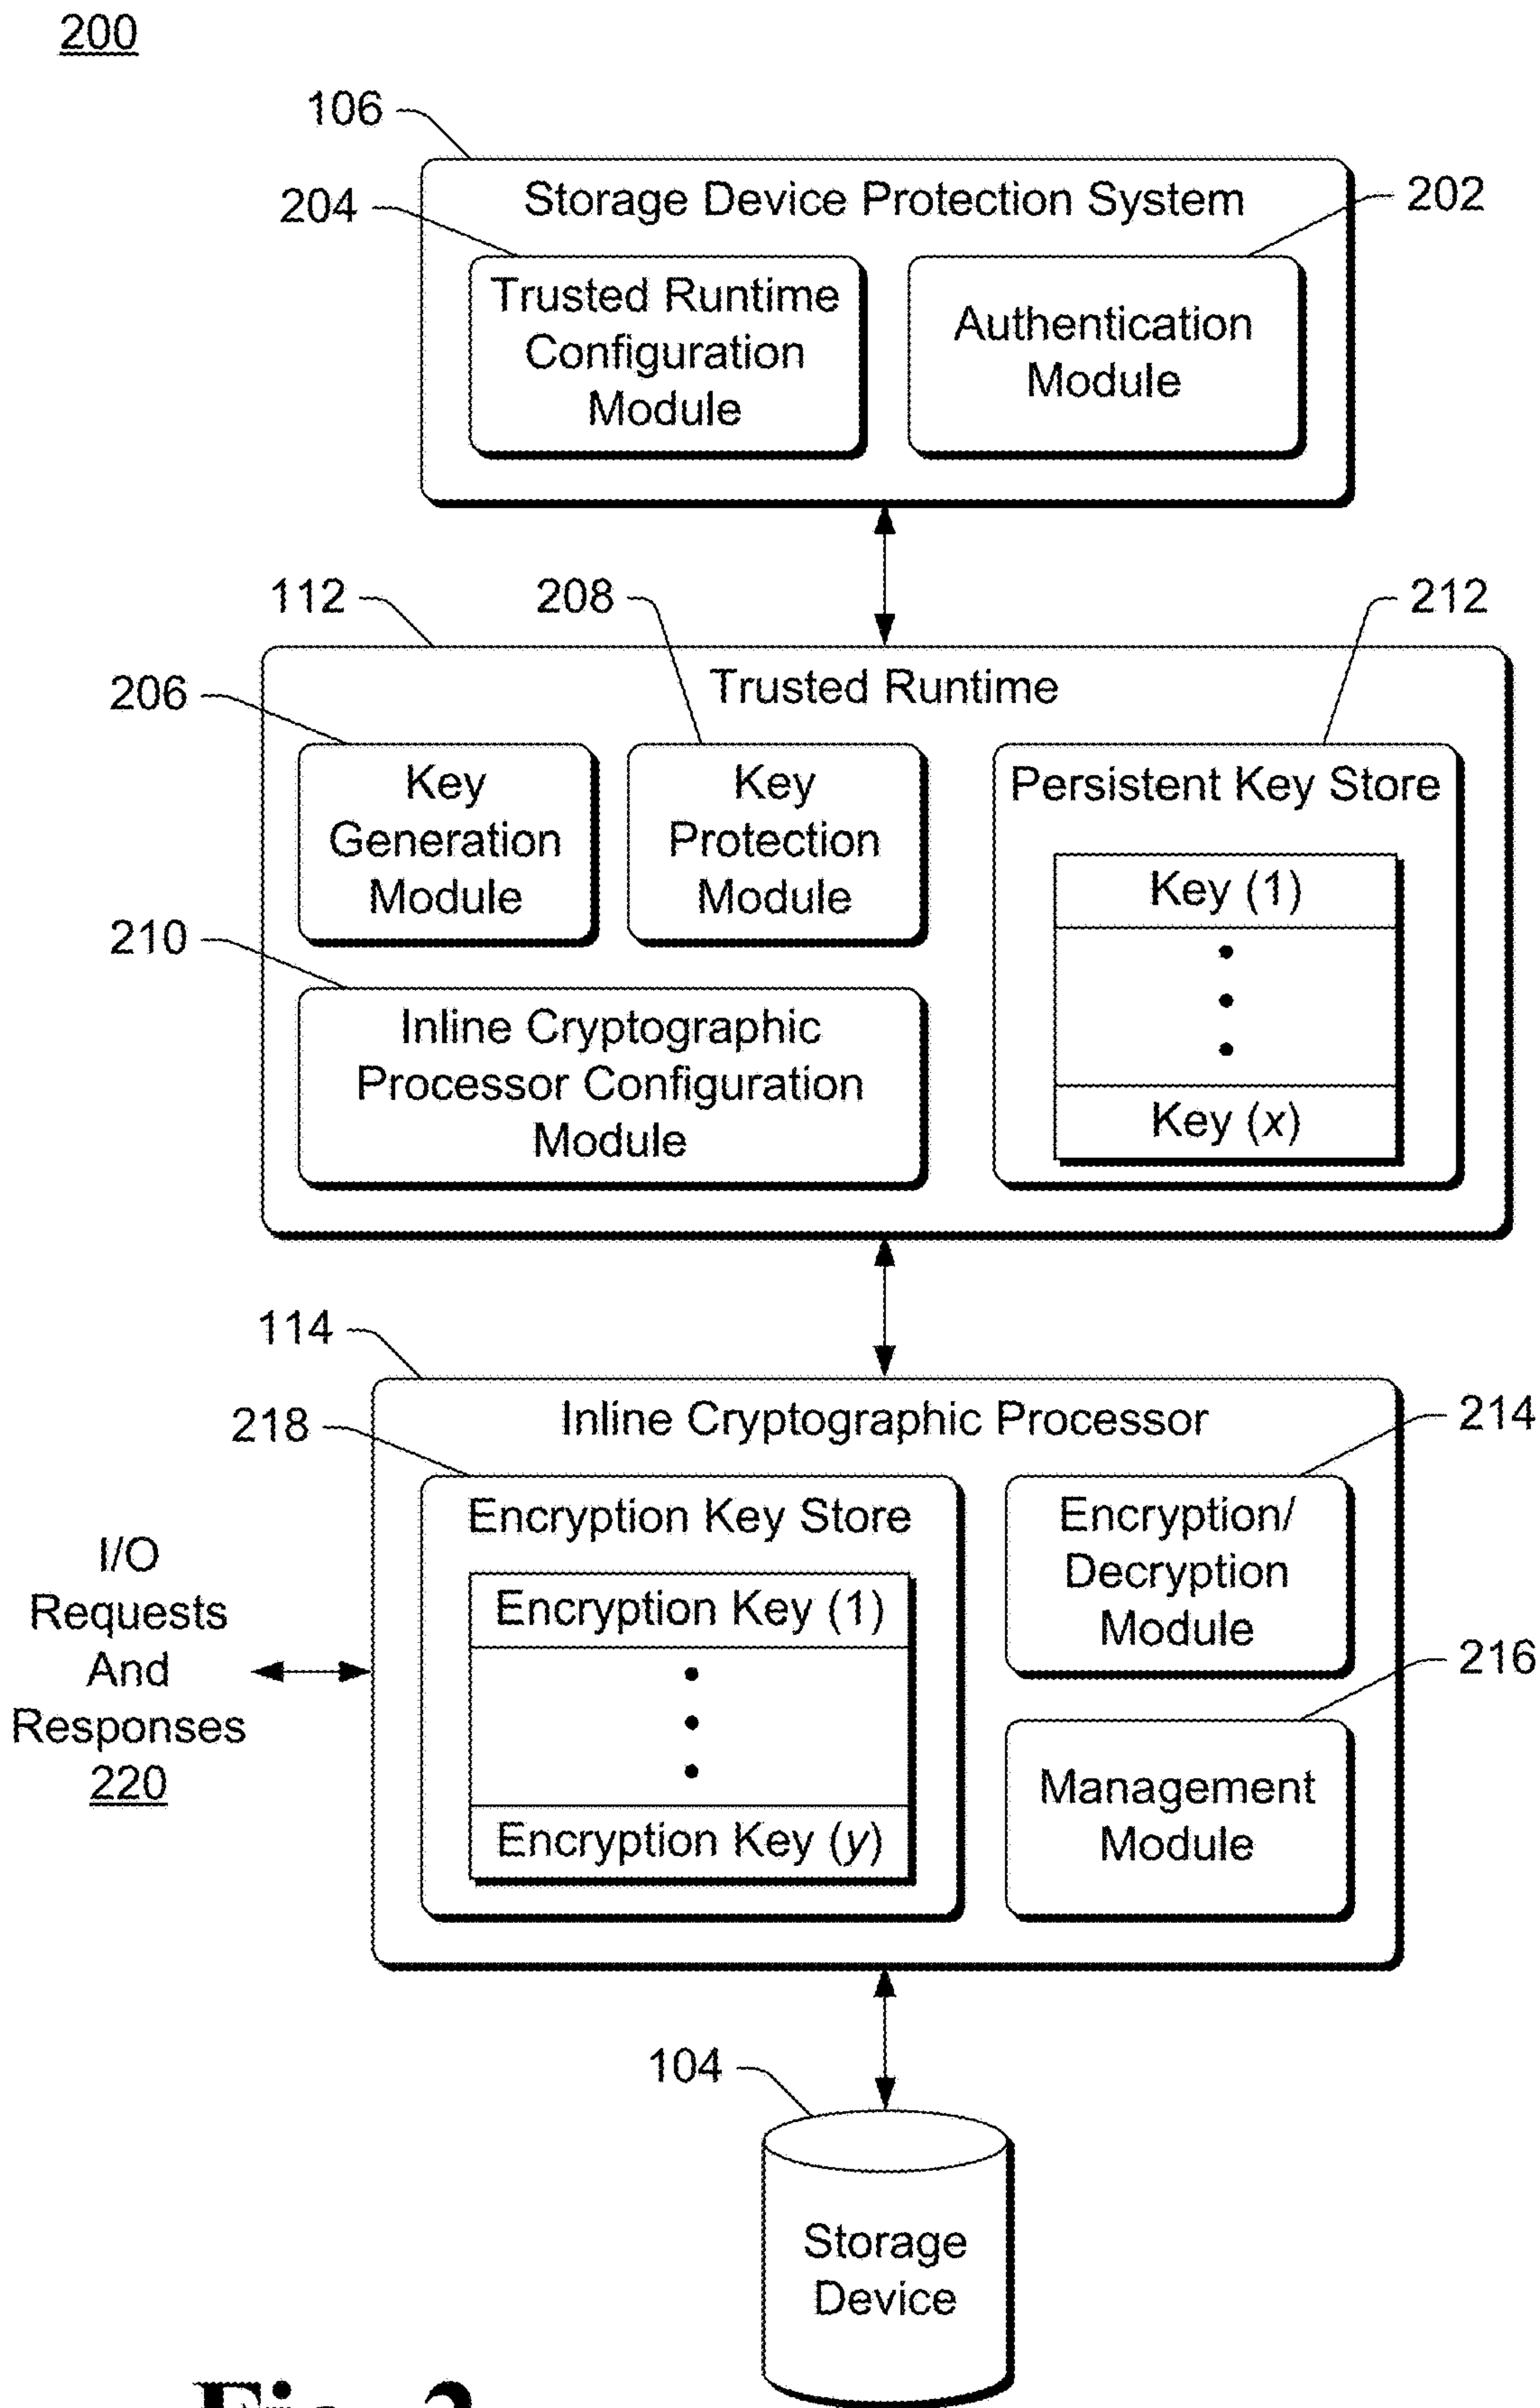 200
106
Storage Device Protection System
204
202
Trusted Runtime
Configuration
Module
Authentication
Module
112
208
212
Trusted Runtime
206
Key
Generation
Module
Key
Protection
Module
Persistent Key Store
Key (1)
Key (x)
210
Inline Cryptographic
Processor Configuration
Module
114
Inline Cryptographic Processor
218
214
Encryption Key Store
Encryption Key (1)
Encryption Key (y)
Encryption/
Decryption
Module
216
Management
Module
I/O
Requests
And
Responses
220
104
Storage
Device
Fig. 2